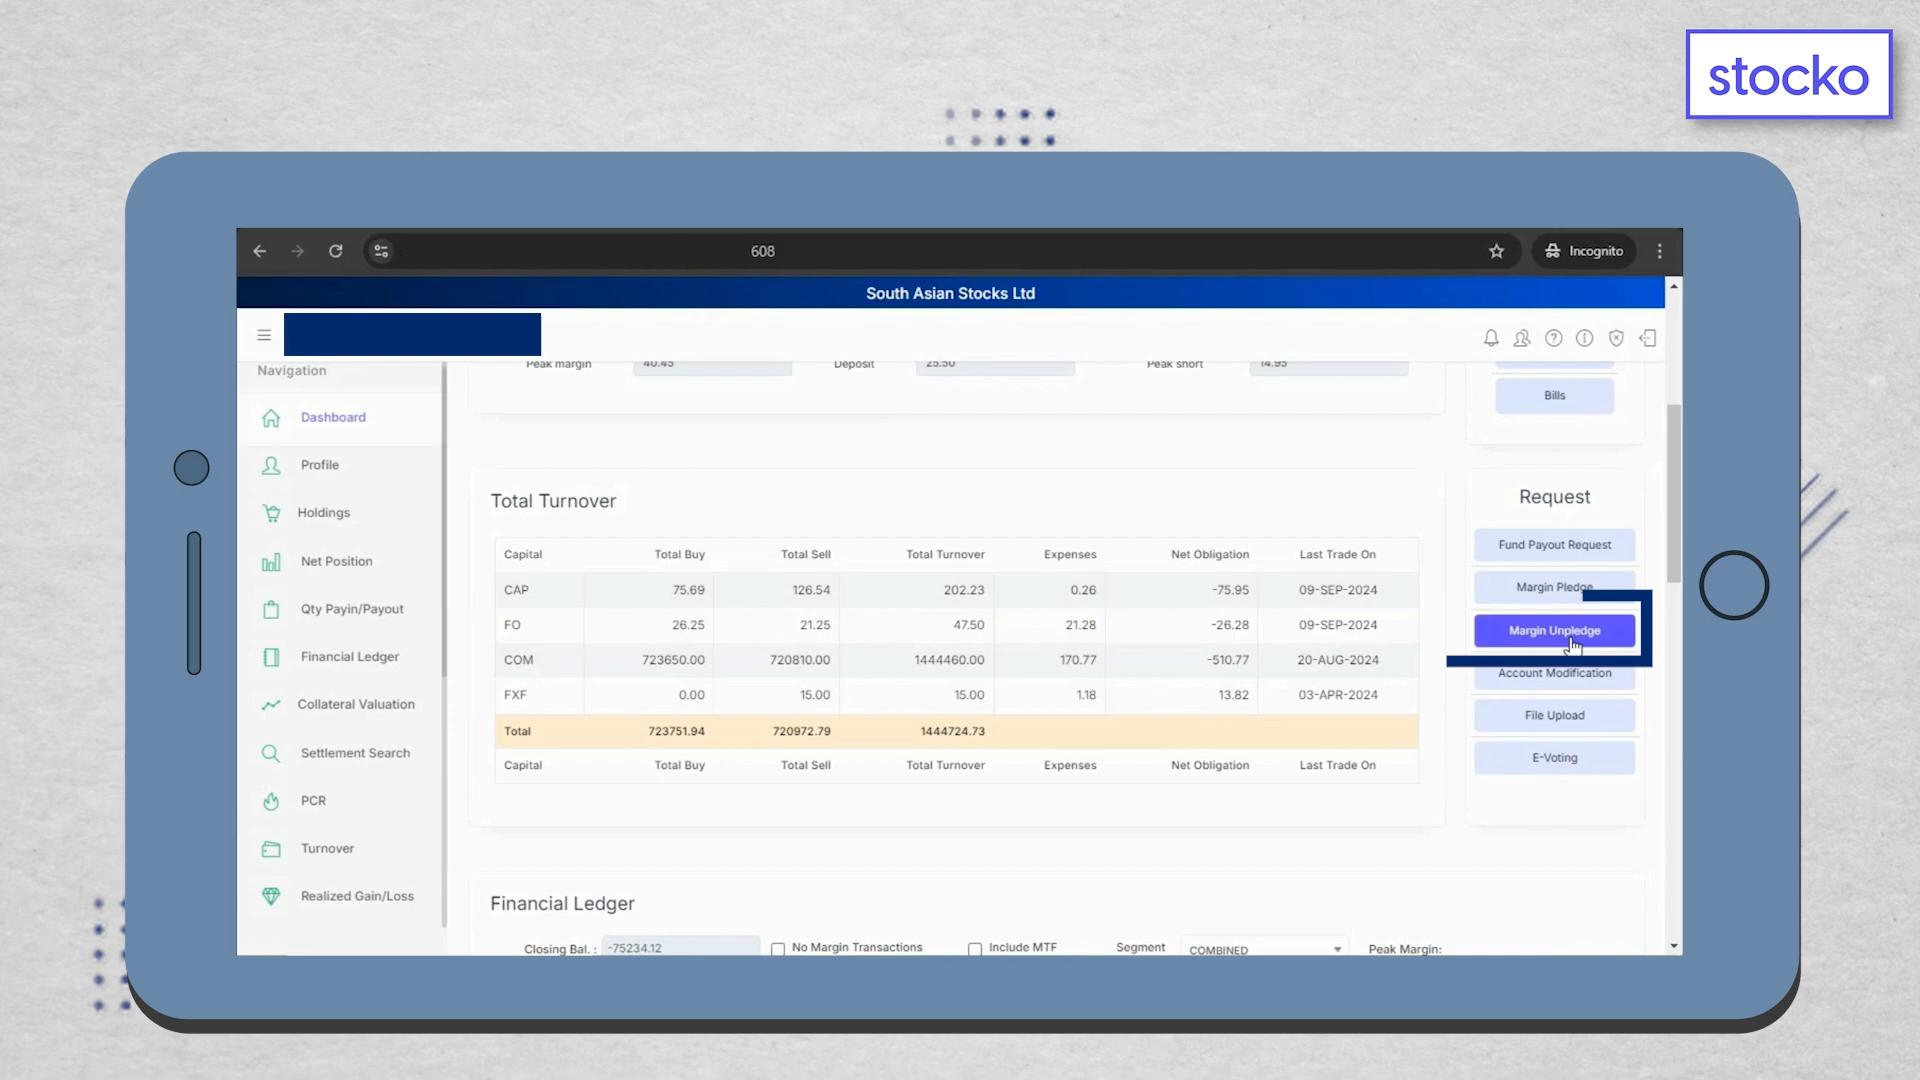 stocko
608
Incognito
South Asian Stocks Ltd
Navigation
Peak margin 40.45 Deposit 25.50 Peak short 14.95
Bills
Dashboard
Profile
Holdings
Net Position
Qty Payin/Payout
Financial Ledger
Collateral Valuation
Settlement Search
PCR
Turnover
Realized Gain/Loss
Total Turnover
Capital Total Buy Total Sell Total Turnover Expenses Net Obligation Last Trade On
CAP 75.69 126.54 202.23 0.26 -75.95 09-SEP-2024
FO 26.25 21.25 47.50 21.28 -26.28 09-SEP-2024
COM 723650.00 720810.00 1444460.00 170.77 -510.77 20-AUG-2024
FXF 0.00 15.00 15.00 1.18 13.82 03-APR-2024
Total 723751.94 720972.79 1444724.73
Capital Total Buy Total Sell Total Turnover Expenses Net Obligation Last Trade On
Request
Fund Payout Request
Margin Pledge
Margin Unpledge
Account Modification
File Upload
E-Voting
Financial Ledger
Closing Bal. : -75234.12 No Margin Transactions Include MTF Segment COMBINED Peak Margin: